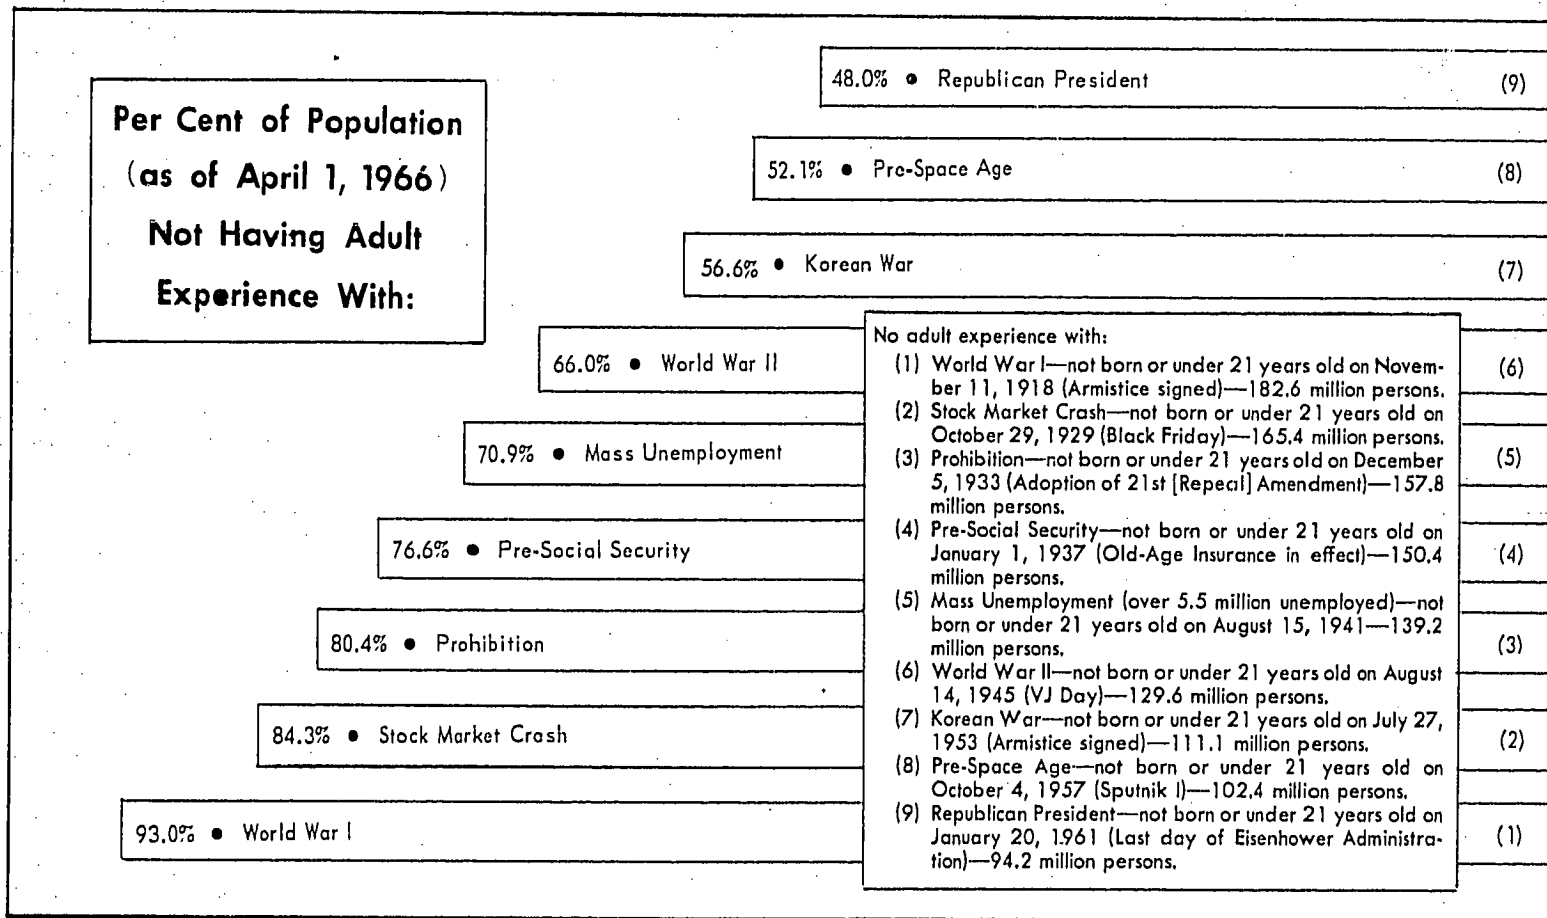 Per Cent of Population
(as of April 1, 1966)
Not Having Adult
Experience With:
48.0% ● Republican President (9)
52.1% ● Pre-Space Age (8)
56.6% ● Korean War (7)
66.0% ● World War II (6)
70.9% ● Mass Unemployment (5)
76.6% ● Pre-Social Security (4)
80.4% ● Prohibition (3)
84.3% ● Stock Market Crash (2)
93.0% ● World War I (1)
No adult experience with:
(1) World War I—not born or under 21 years old on Novem-
ber 11, 1918 (Armistice signed)—182.6 million persons.
(2) Stock Market Crash—not born or under 21 years old on
October 29, 1929 (Black Friday)—165.4 million persons.
(3) Prohibition—not born or under 21 years old on December
5, 1933 (Adoption of 21st [Repeal] Amendment)—157.8
million persons.
(4) Pre-Social Security—not born or under 21 years old on
January 1, 1937 (Old-Age Insurance in effect)—150.4
million persons.
(5) Mass Unemployment (over 5.5 million unemployed)—not
born or under 21 years old on August 15, 1941—139.2
million persons.
(6) World War II—not born or under 21 years old on August
14, 1945 (VJ Day)—129.6 million persons.
(7) Korean War—not born or under 21 years old on July 27,
1953 (Armistice signed)—111.1 million persons.
(8) Pre-Space Age—not born or under 21 years old on
October 4, 1957 (Sputnik I)—102.4 million persons.
(9) Republican President—not born or under 21 years old on
January 20, 1961 (Last day of Eisenhower Administra-
tion)—94.2 million persons.